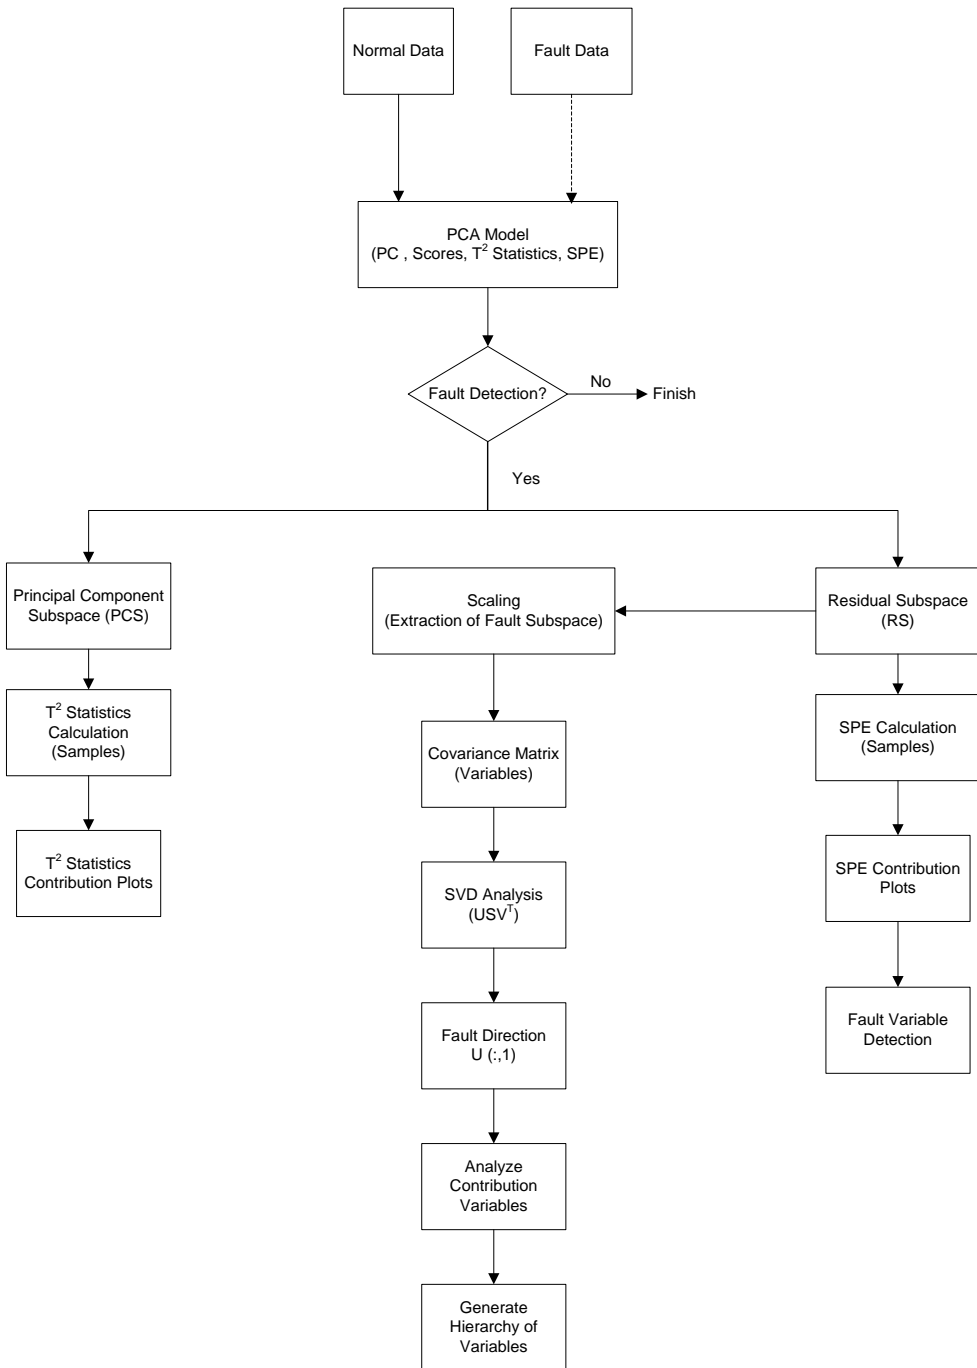 Normal Data
Fault Data
PCA Model
(PC , Scores, T² Statistics, SPE)
Fault Detection?
No
Finish
Yes
Principal Component
Subspace (PCS)
Scaling
(Extraction of Fault Subspace)
Residual Subspace
(RS)
T² Statistics
Calculation
(Samples)
Covariance Matrix
(Variables)
SPE Calculation
(Samples)
T² Statistics
Contribution Plots
SVD Analysis
(USVᵀ)
SPE Contribution
Plots
Fault Direction
U (:,1)
Fault Variable
Detection
Analyze
Contribution
Variables
Generate
Hierarchy of
Variables